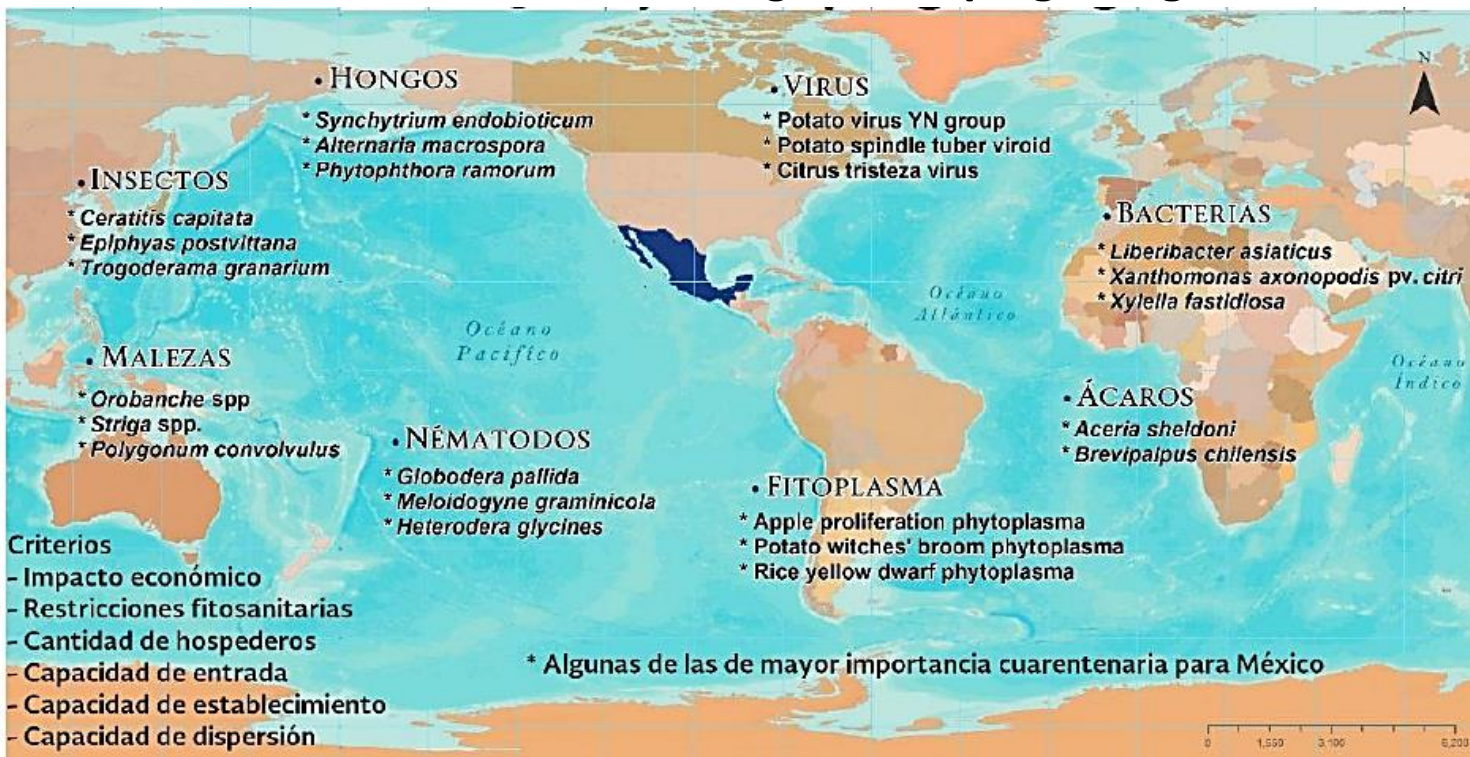 • HONGOS
* Synchytrium endobioticum
* Alternaria macrospora
* Phytophthora ramorum
• VIRUS
* Potato virus YN group
* Potato spindle tuber viroid
* Citrus tristeza virus
N
• INSECTOS
* Ceratitis capitata
* Epiphyas postvittana
* Trogoderama granarium
• BACTERIAS
* Liberibacter asiaticus
* Xanthomonas axonopodis pv. citri
* Xylella fastidiosa
Océano
Pacífico
Océano
Atlántico
Océano
Índico
• MALEZAS
* Orobanche spp
* Striga spp.
* Polygonum convolvulus
• NÉMATODOS
* Globodera pallida
* Meloidogyne graminicola
* Heterodera glycines
• ÁCAROS
* Aceria sheldoni
* Brevipalpus chilensis
• FITOPLASMA
* Apple proliferation phytoplasma
* Potato witches' broom phytoplasma
* Rice yellow dwarf phytoplasma
Criterios
- Impacto económico
- Restricciones fitosanitarias
- Cantidad de hospederos
- Capacidad de entrada
- Capacidad de establecimiento
- Capacidad de dispersión
* Algunas de las de mayor importancia cuarentenaria para México
0 1,550 3,100 6,200